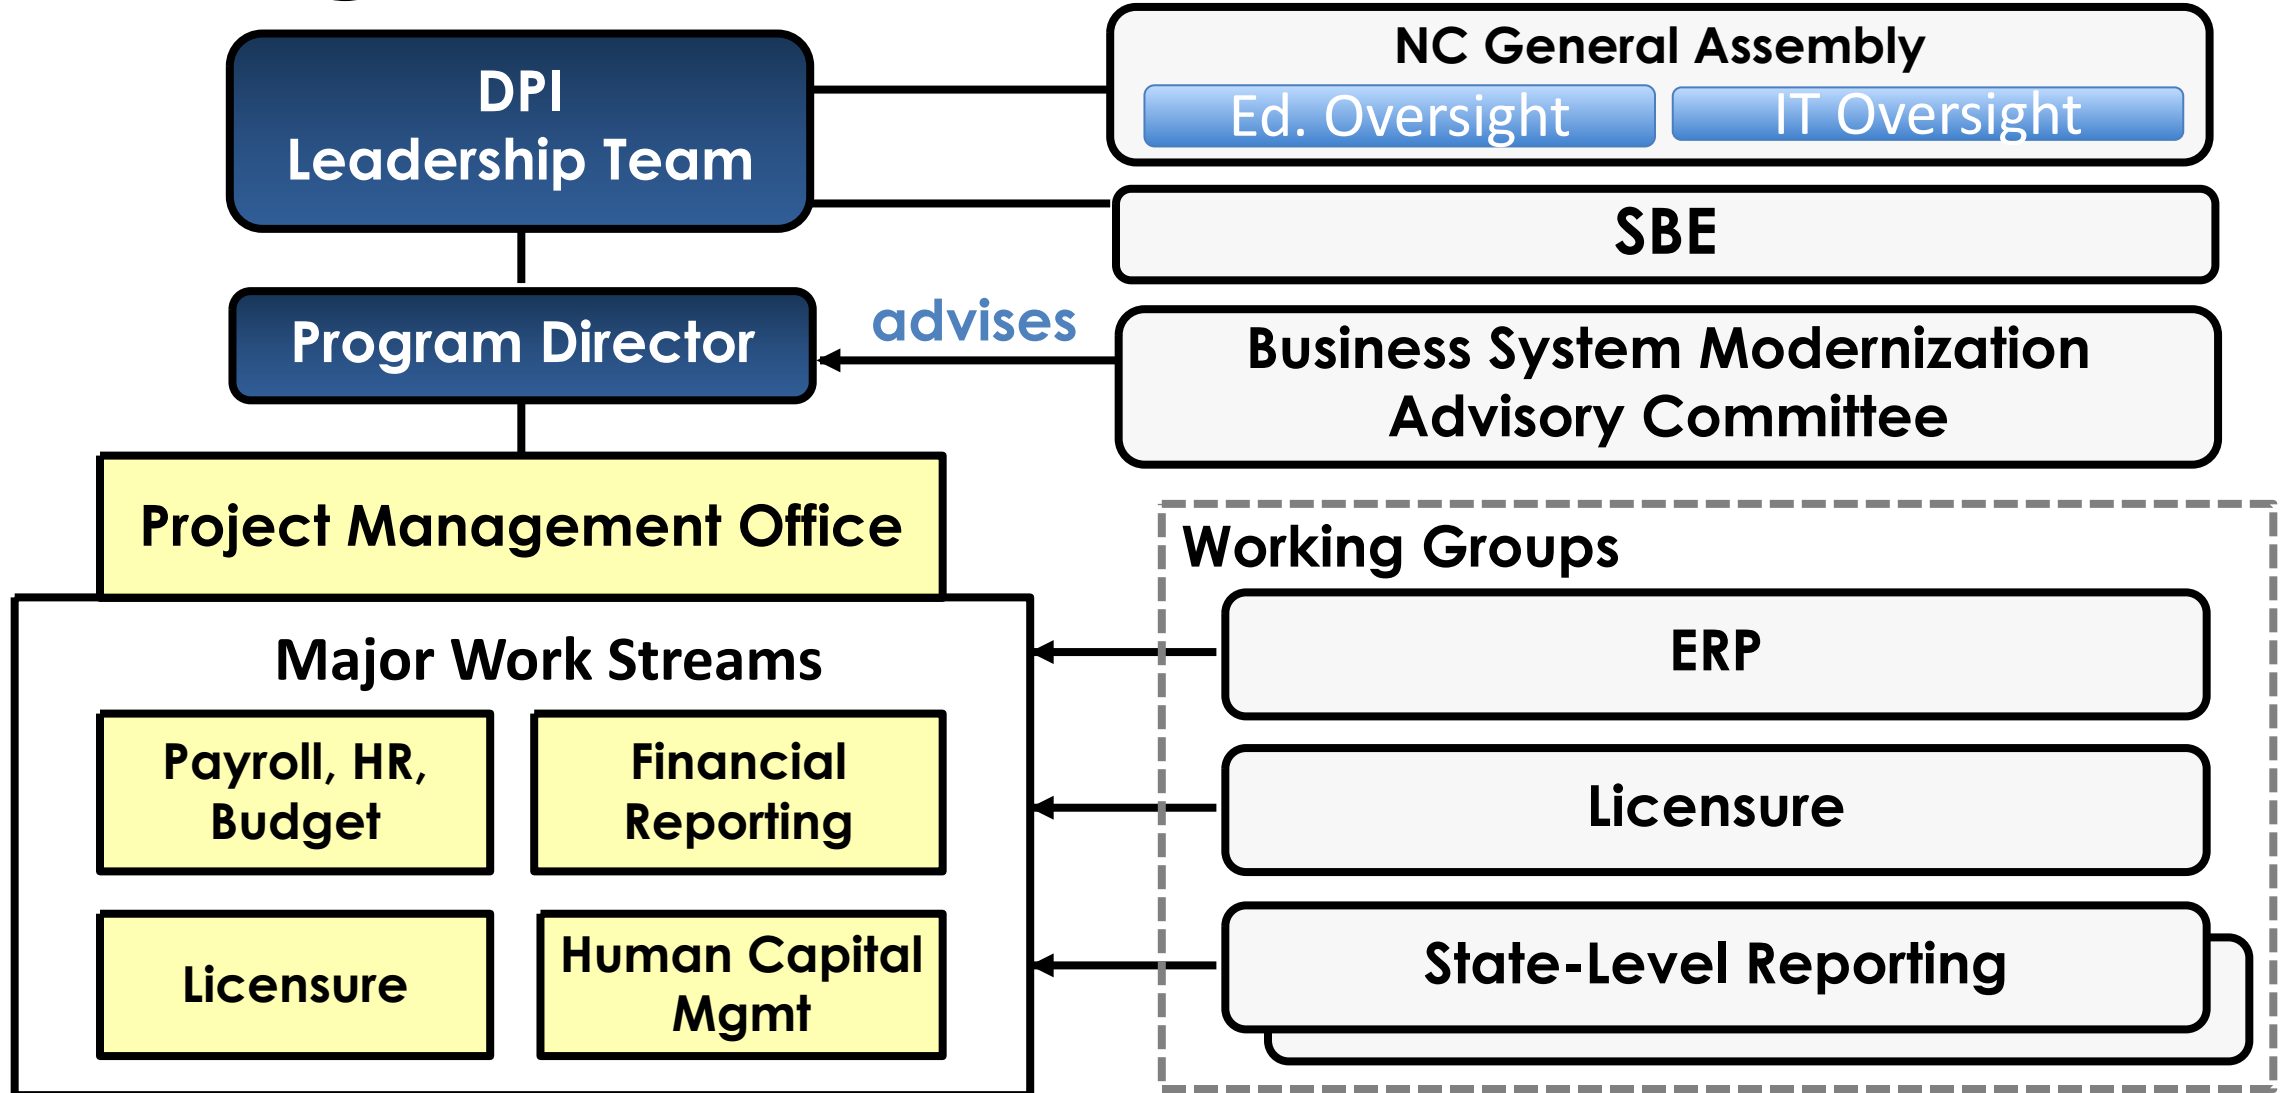 DPI
Leadership Team
NC General Assembly
Ed. Oversight
IT Oversight
SBE
Program Director
advises
Business System Modernization
Advisory Committee
Project Management Office
Major Work Streams
Payroll, HR,
Budget
Financial
Reporting
Licensure
Human Capital
Mgmt
Working Groups
ERP
Licensure
State-Level Reporting